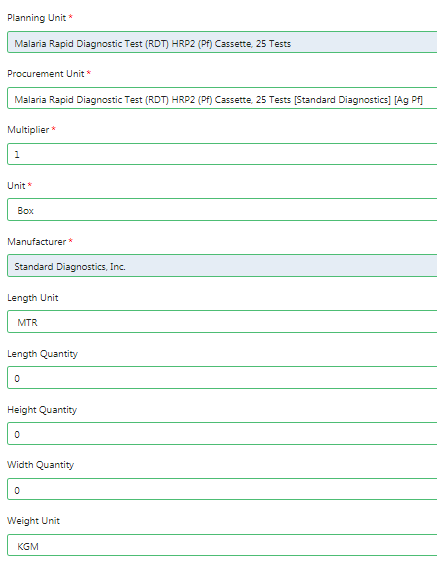 Planning Unit *
Malaria Rapid Diagnostic Test (RDT) HRP2 (Pf) Cassette, 25 Tests
Procurement Unit *
Malaria Rapid Diagnostic Test (RDT) HRP2 (Pf) Cassette, 25 Tests [Standard Diagnostics] [Ag Pf]
Multiplier *
1
Unit *
Box
Manufacturer *
Standard Diagnostics, Inc.
Length Unit
MTR
Length Quantity
0
Height Quantity
0
Width Quantity
0
Weight Unit
KGM